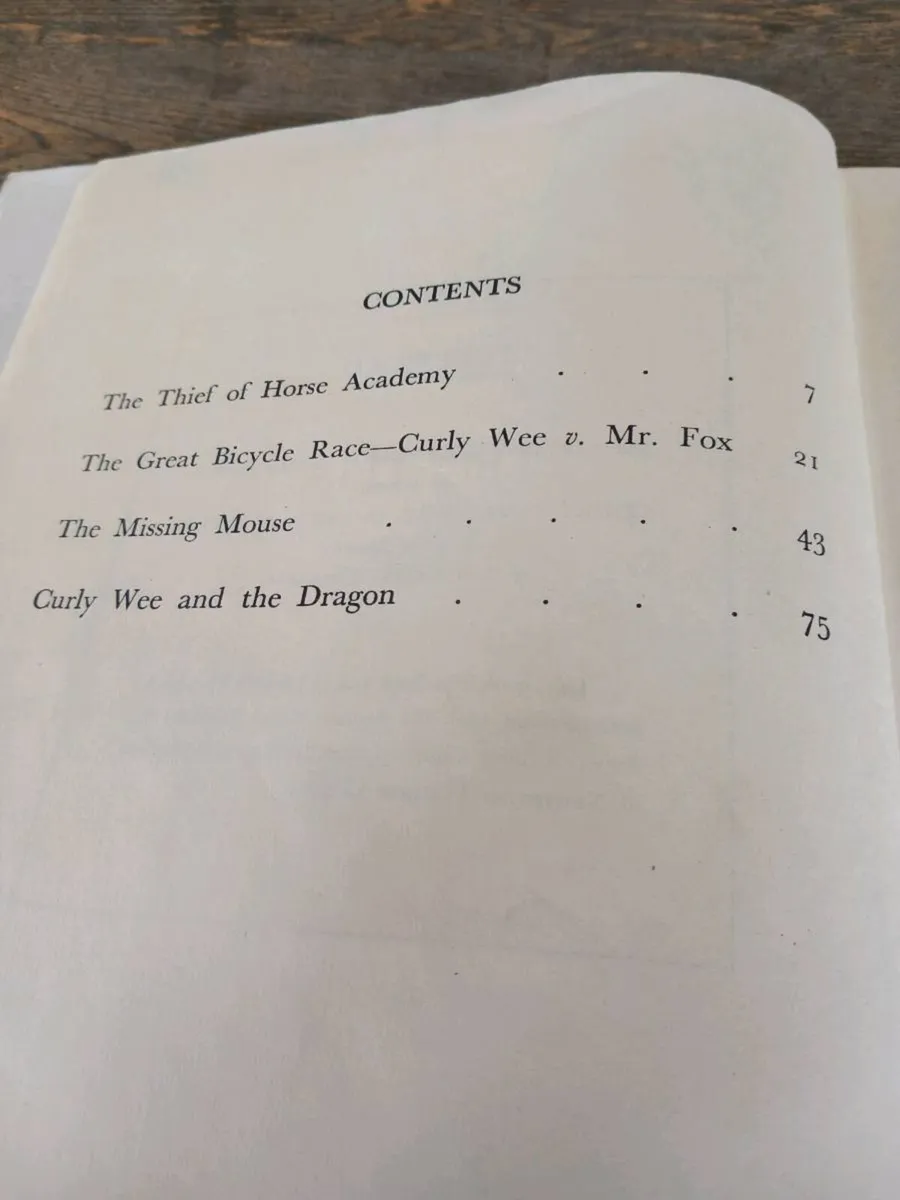 CONTENTS
The Thief of Horse Academy . . . 7
The Great Bicycle Race—Curly Wee v. Mr. Fox 21
The Missing Mouse . . . . . 43
Curly Wee and the Dragon . . . . 75